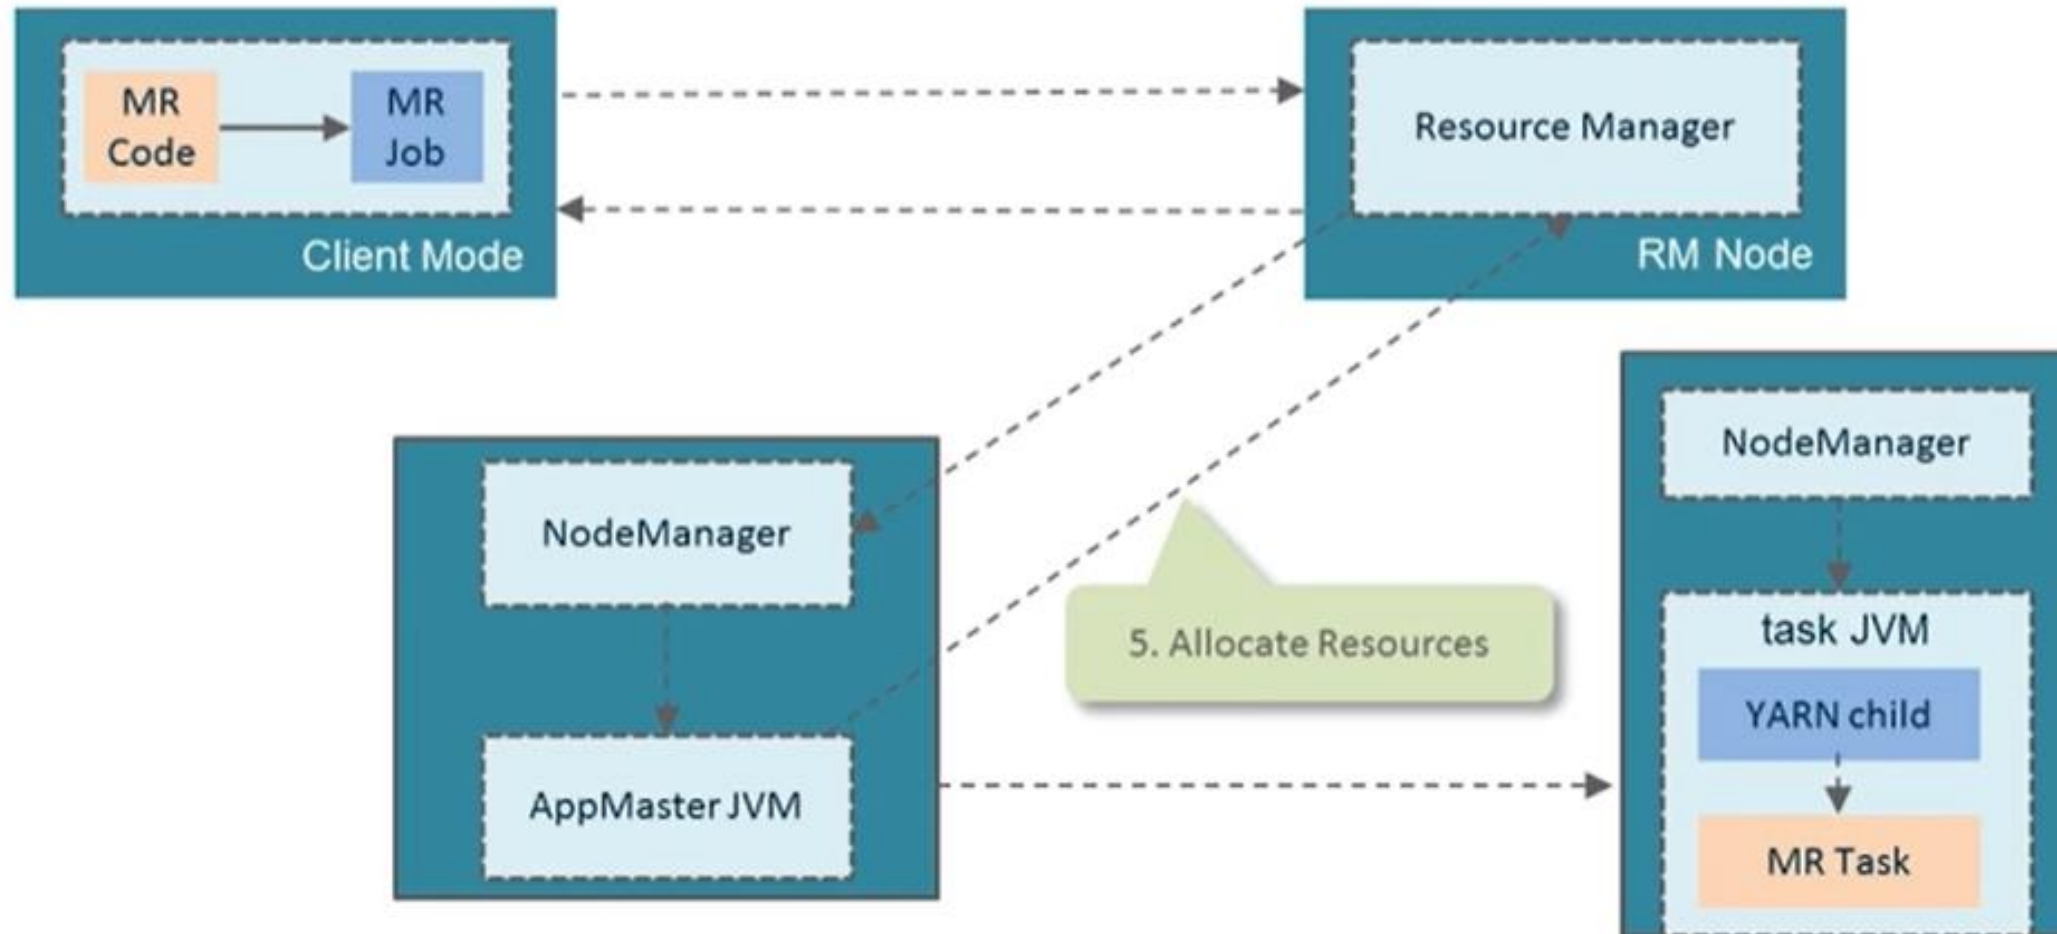 MR
Code
MR
Job
Client Mode
Resource Manager
RM Node
NodeManager
AppMaster JVM
5. Allocate Resources
NodeManager
task JVM
YARN child
MR Task